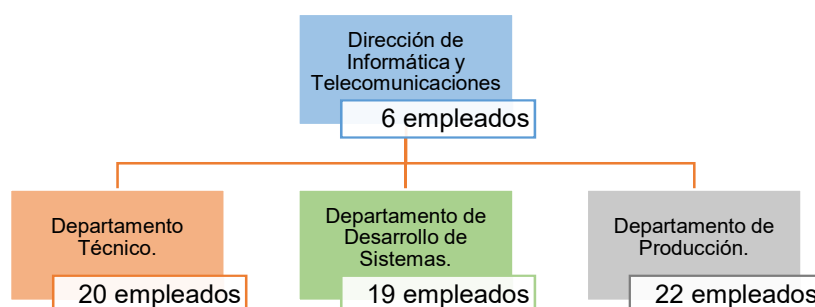 Dirección de
Informática y
Telecomunicaciones
6 empleados
Departamento
Técnico.
20 empleados
Departamento de
Desarrollo de
Sistemas.
19 empleados
Departamento de
Producción.
22 empleados